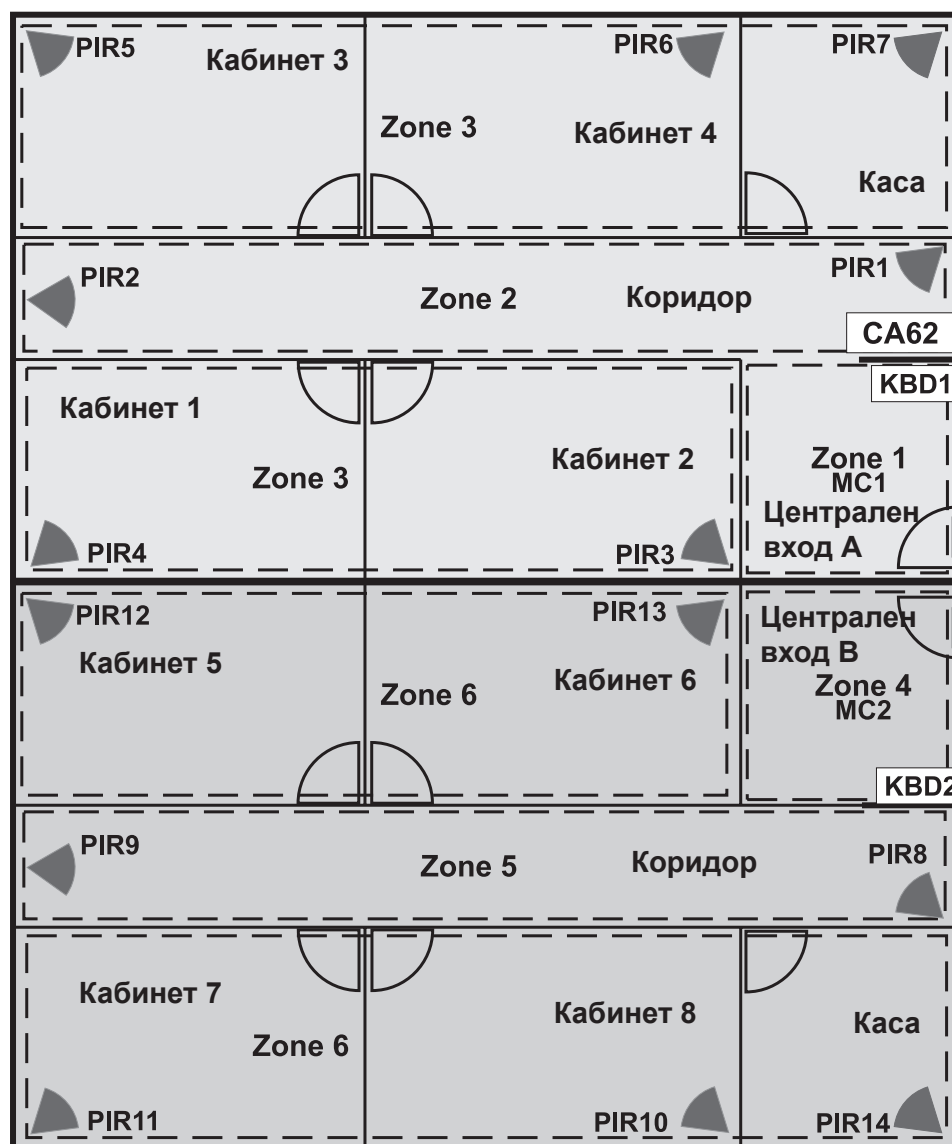 PIR5
Кабинет 3
PIR6
PIR7
Zone 3
Кабинет 4
Каса
PIR2
Zone 2
Коридор
PIR1
CA62
KBD1
Кабинет 1
Zone 3
Кабинет 2
Zone 1
MC1
Централен
вход A
PIR4
PIR3
PIR12
Кабинет 5
PIR13
Zone 6
Кабинет 6
Централен
вход B
Zone 4
MC2
KBD2
PIR9
Zone 5
Коридор
PIR8
Кабинет 7
Zone 6
Кабинет 8
Каса
PIR11
PIR10
PIR14